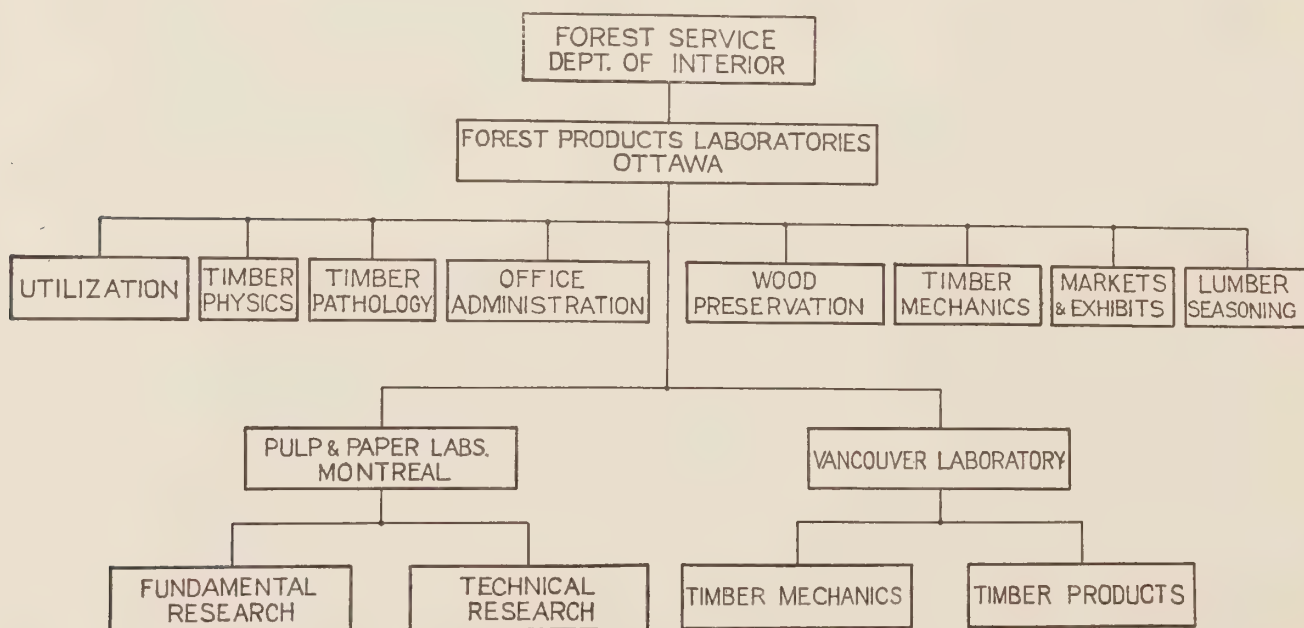 FOREST SERVICE
DEPT. OF INTERIOR
FOREST PRODUCTS LABORATORIES
OTTAWA
UTILIZATION
TIMBER
PHYSICS
TIMBER
PATHOLOGY
OFFICE
ADMINISTRATION
WOOD
PRESERVATION
TIMBER
MECHANICS
MARKETS
& EXHIBITS
LUMBER
SEASONING
PULP & PAPER LABS.
MONTREAL
VANCOUVER LABORATORY
FUNDAMENTAL
RESEARCH
TECHNICAL
RESEARCH
TIMBER MECHANICS
TIMBER PRODUCTS